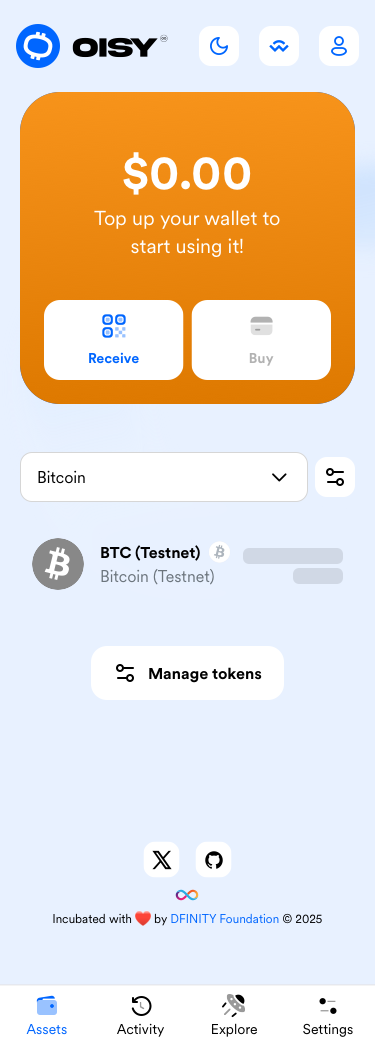 OISY
$0.00
Top up your wallet to
start using it!
Receive
Buy
Bitcoin
BTC (Testnet)
Bitcoin (Testnet)
Manage tokens
Incubated with ❤️ by DFINITY Foundation © 2025
Assets
Activity
Explore
Settings